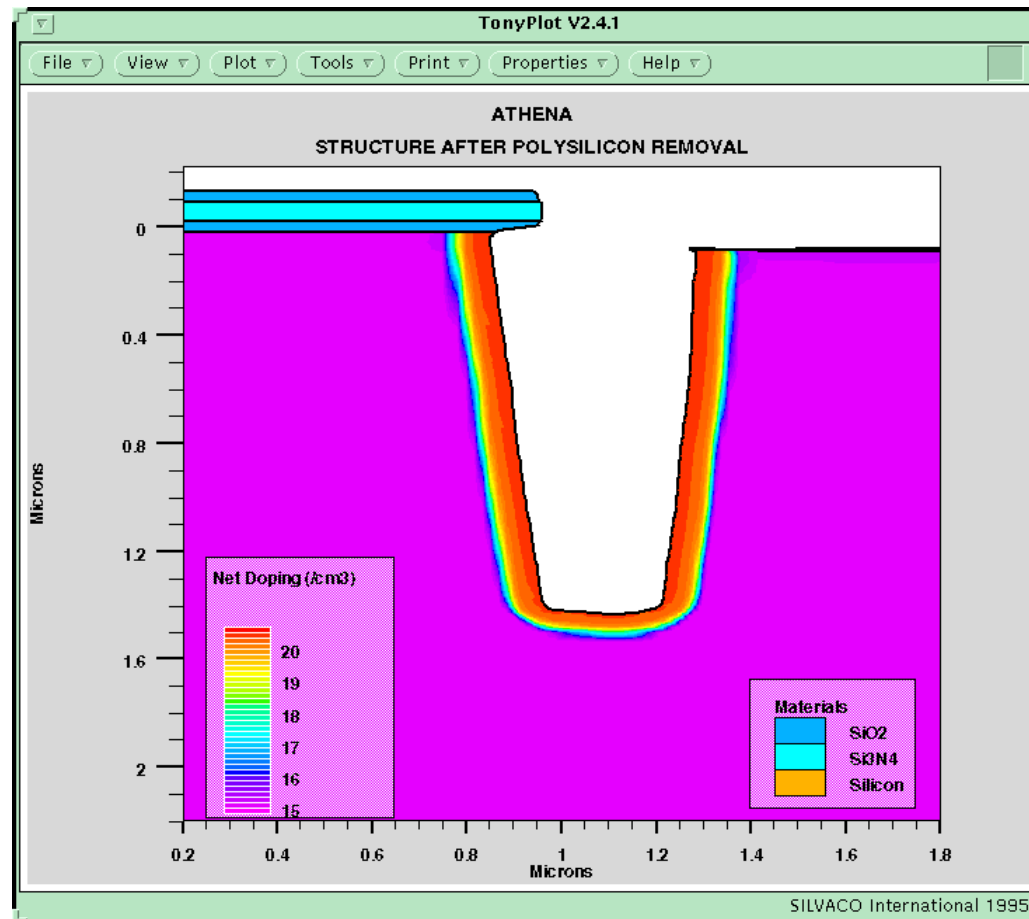 TonyPlot V2.4.1
File View Plot Tools Print Properties Help
ATHENA
STRUCTURE AFTER POLYSILICON REMOVAL
Microns
0
0.4
0.8
1.2
1.6
2
Net Doping (/cm3)
20
19
18
17
16
15
Materials
SiO2
Si3N4
Silicon
0.2 0.4 0.6 0.8 1 1.2 1.4 1.6 1.8
Microns
SILVACO International 1995